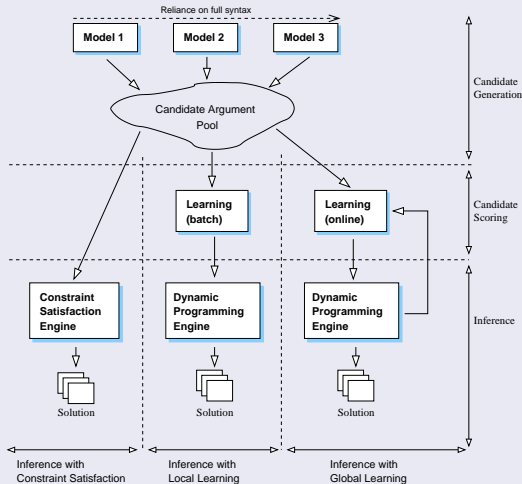 Reliance on full syntax
Model 1
Model 2
Model 3
Candidate Argument
Pool
Candidate
Generation
Learning
(batch)
Learning
(online)
Candidate
Scoring
Constraint
Satisfaction
Engine
Dynamic
Programming
Engine
Dynamic
Programming
Engine
Inference
Solution
Solution
Solution
Inference with
Constraint Satisfaction
Inference with
Local Learning
Inference with
Global Learning